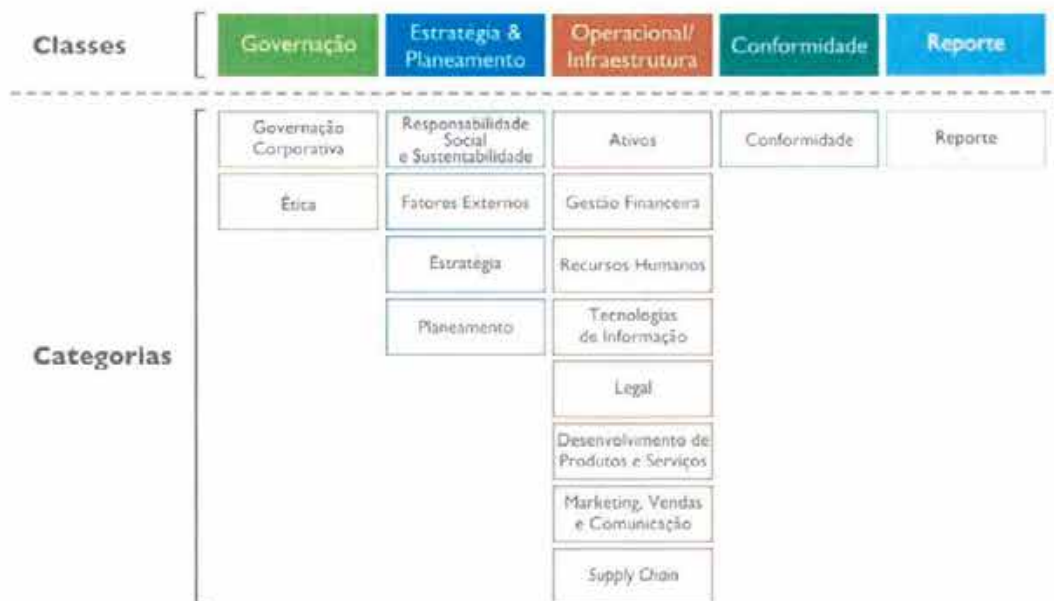 Classes
Governação
Estratégia &
Planeamento
Operacional/
Infraestrutura
Conformidade
Reporte
Categorias
Governação
Corporativa
Ética
Responsabilidade
Social
e Sustentabilidade
Fatores Externos
Estratégia
Planeamento
Ativos
Gestão Financeira
Recursos Humanos
Tecnologias
de Informação
Legal
Desenvolvimento de
Produtos e Serviços
Marketing, Vendas
e Comunicação
Supply Chain
Conformidade
Reporte